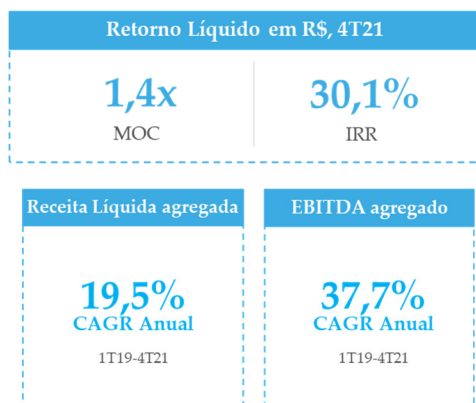 Retorno Líquido em R$, 4T21
1,4x
MOC
30,1%
IRR
Receita Líquida agregada
19,5%
CAGR Anual
1T19-4T21
EBITDA agregado
37,7%
CAGR Anual
1T19-4T21